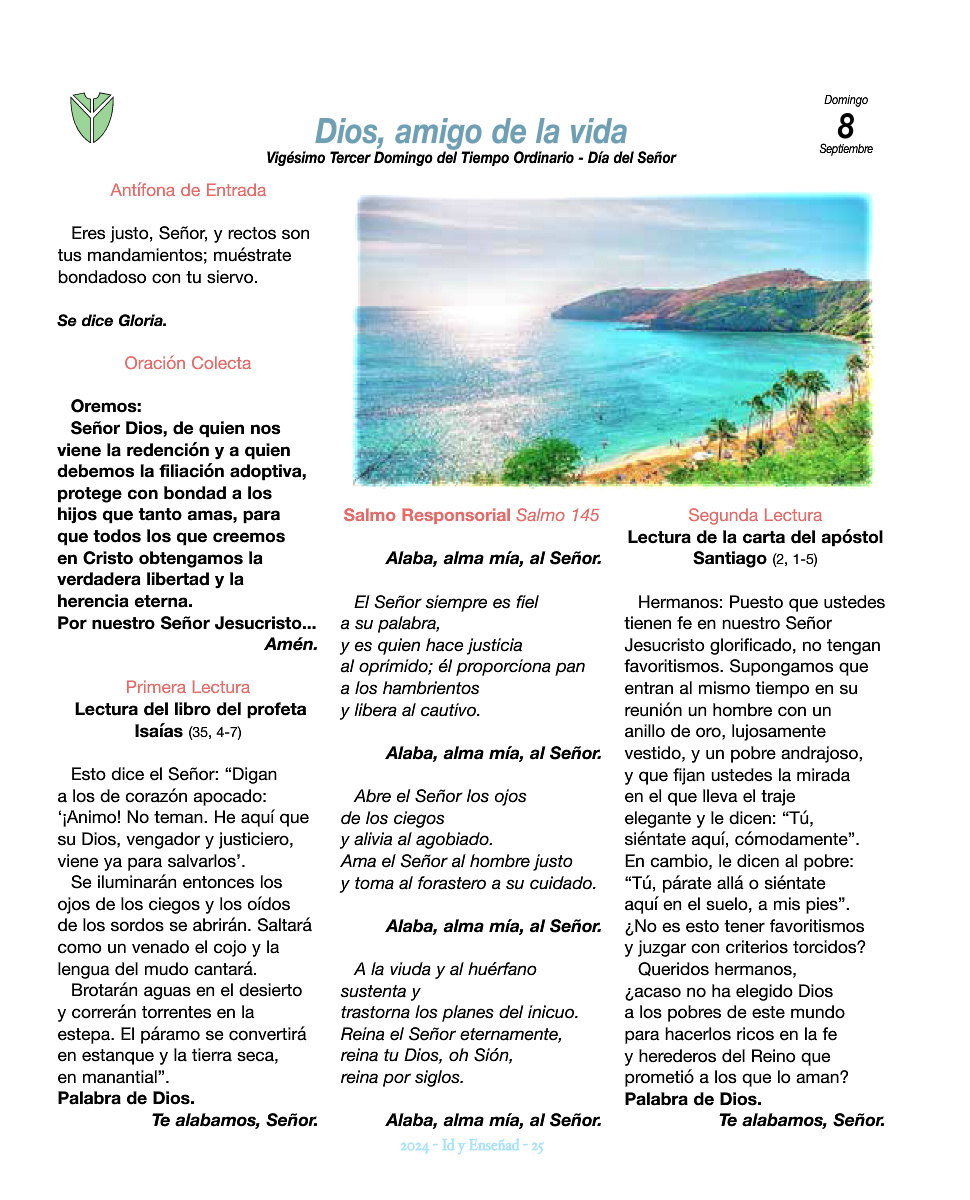 Domingo
8
Septiembre
Dios, amigo de la vida
Vigésimo Tercer Domingo del Tiempo Ordinario - Día del Señor
Antífona de Entrada
Eres justo, Señor, y rectos son
tus mandamientos; muéstrate
bondadoso con tu siervo.
Se dice Gloria.
Oración Colecta
Oremos:
Señor Dios, de quien nos
viene la redención y a quien
debemos la filiación adoptiva,
protege con bondad a los
hijos que tanto amas, para
que todos los que creemos
en Cristo obtengamos la
verdadera libertad y la
herencia eterna.
Por nuestro Señor Jesucristo...
Amén.
Primera Lectura
Lectura del libro del profeta
Isaías (35, 4-7)
Esto dice el Señor: “Digan
a los de corazón apocado:
‘¡Animo! No teman. He aquí que
su Dios, vengador y justiciero,
viene ya para salvarlos’.
Se iluminarán entonces los
ojos de los ciegos y los oídos
de los sordos se abrirán. Saltará
como un venado el cojo y la
lengua del mudo cantará.
Brotarán aguas en el desierto
y correrán torrentes en la
estepa. El páramo se convertirá
en estanque y la tierra seca,
en manantial”.
Palabra de Dios.
Te alabamos, Señor.
Salmo Responsorial Salmo 145
Alaba, alma mía, al Señor.
El Señor siempre es fiel
a su palabra,
y es quien hace justicia
al oprímido; él proporciona pan
a los hambrientos
y libera al cautivo.
Alaba, alma mía, al Señor.
Abre el Señor los ojos
de los ciegos
y alivia al agobiado.
Ama el Señor al hombre justo
y toma al forastero a su cuidado.
Alaba, alma mía, al Señor.
A la viuda y al huérfano
sustenta y
trastorna los planes del inicuo.
Reina el Señor eternamente,
reina tu Dios, oh Sión,
reina por siglos.
Alaba, alma mía, al Señor.
Segunda Lectura
Lectura de la carta del apóstol
Santiago (2, 1-5)
Hermanos: Puesto que ustedes
tienen fe en nuestro Señor
Jesucristo glorificado, no tengan
favoritismos. Supongamos que
entran al mismo tiempo en su
reunión un hombre con un
anillo de oro, lujosamente
vestido, y un pobre andrajoso,
y que fijan ustedes la mirada
en el que lleva el traje
elegante y le dicen: “Tú,
siéntate aquí, cómodamente”.
En cambio, le dicen al pobre:
“Tú, párate allá o siéntate
aquí en el suelo, a mis pies”.
¿No es esto tener favoritismos
y juzgar con criterios torcidos?
Queridos hermanos,
¿acaso no ha elegido Dios
a los pobres de este mundo
para hacerlos ricos en la fe
y herederos del Reino que
prometió a los que lo aman?
Palabra de Dios.
Te alabamos, Señor.
2024 - Id y Enseñad - 25